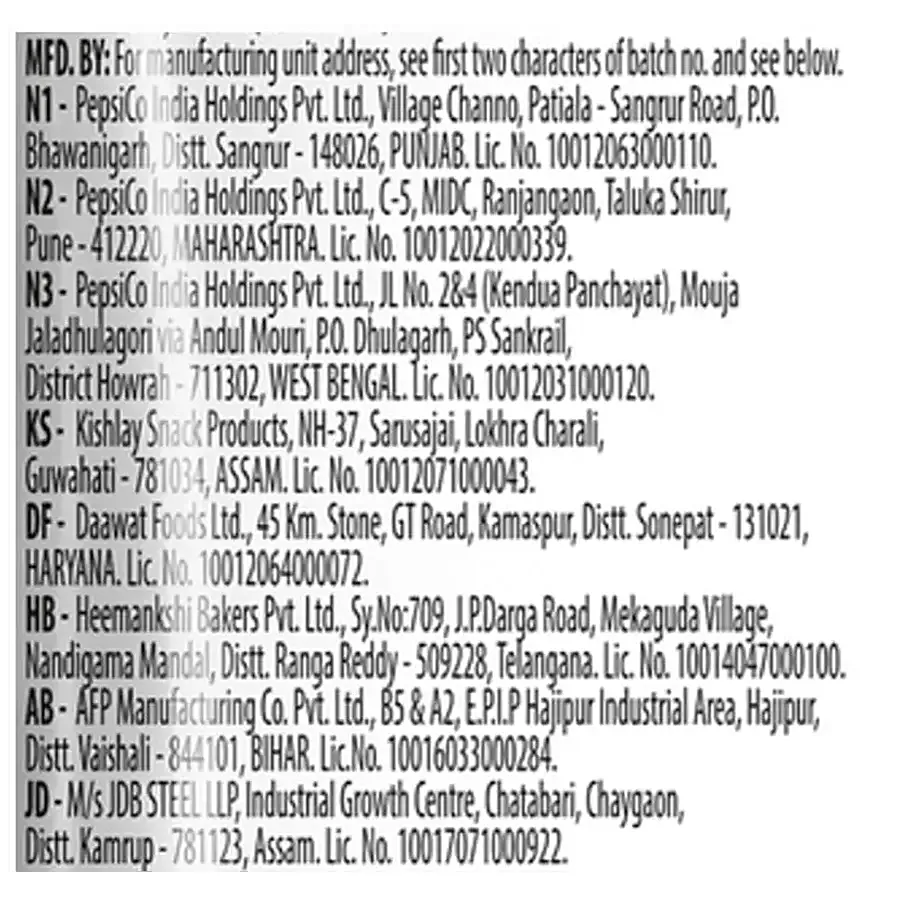 MFD. BY: For manufacturing unit address, see first two characters of batch no. and see below.
N1 - PepsiCo India Holdings Pvt. Ltd., Village Channo, Patiala - Sangrur Road, P.O.
Bhawanigarh, Distt. Sangrur - 148026, PUNJAB. Lic. No. 10012063000110.
N2 - PepsiCo India Holdings Pvt. Ltd., C-5, MIDC, Ranjangaon, Taluka Shirur,
Pune - 412220, MAHARASHTRA. Lic. No. 10012022000339.
N3 - PepsiCo India Holdings Pvt. Ltd., JL No. 2&4 (Kendua Panchayat), Mouja
Jaladhulagori via Andul Mouri, P.O. Dhulagarh, PS Sankrail,
District Howrah - 711302, WEST BENGAL. Lic. No. 10012031000120.
KS - Kishlay Snack Products, NH-37, Sarusajai, Lokhra Charali,
Guwahati - 781034, ASSAM. Lic. No. 10012071000043.
DF - Daawat Foods Ltd., 45 Km. Stone, GT Road, Kamaspur, Distt. Sonepat - 131021,
HARYANA. Lic. No. 10012064000072.
HB - Heemankshi Bakers Pvt. Ltd., Sy.No:709, J.P.Darga Road, Mekaguda Village,
Nandigama Mandal, Distt. Ranga Reddy - 509228, Telangana. Lic. No. 10014047000100.
AB - AFP Manufacturing Co. Pvt. Ltd., B5 & A2, E.P.I.P Hajipur Industrial Area, Hajipur,
Distt. Vaishali - 844101, BIHAR. Lic.No. 10016033000284.
JD - M/s JDB STEEL LLP, Industrial Growth Centre, Chatabari, Chaygaon,
Distt. Kamrup - 781123, Assam. Lic. No. 10017071000922.